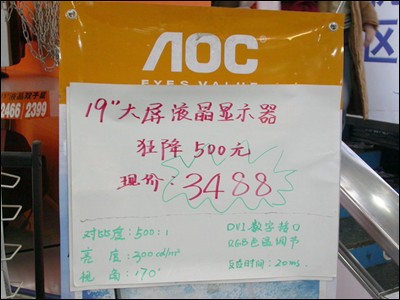 AOC
EYES VALUE
2466 2399
区
19"大屏液晶显示器
狂降500元
现价:3488
对比度:500:1
亮度:300cd/m²
视角:170°
DVI数字接口
RGB色温调节
反应时间:20ms